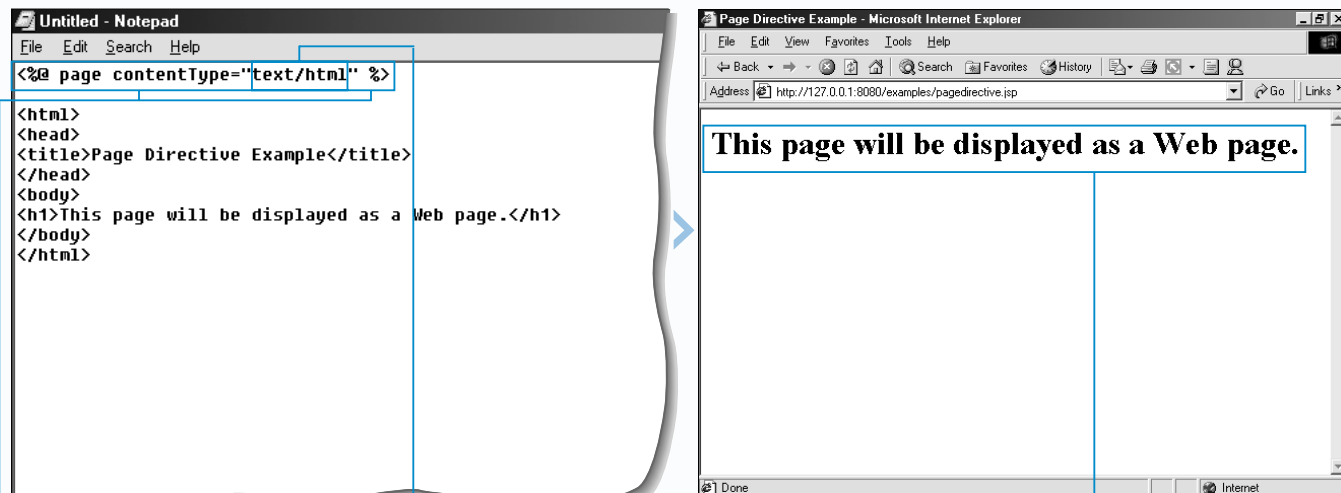 Untitled - Notepad
File Edit Search Help
<%@ page contentType="text/html" %>
<html>
<head>
<title>Page Directive Example</title>
</head>
<body>
<h1>This page will be displayed as a Web page.</h1>
</body>
</html>
Page Directive Example - Microsoft Internet Explorer
File Edit View Favorites Tools Help
Back Search Favorites History
Address http://127.0.0.1:8080/examples/pagedirective.jsp Go Links
This page will be displayed as a Web page.
Done Internet